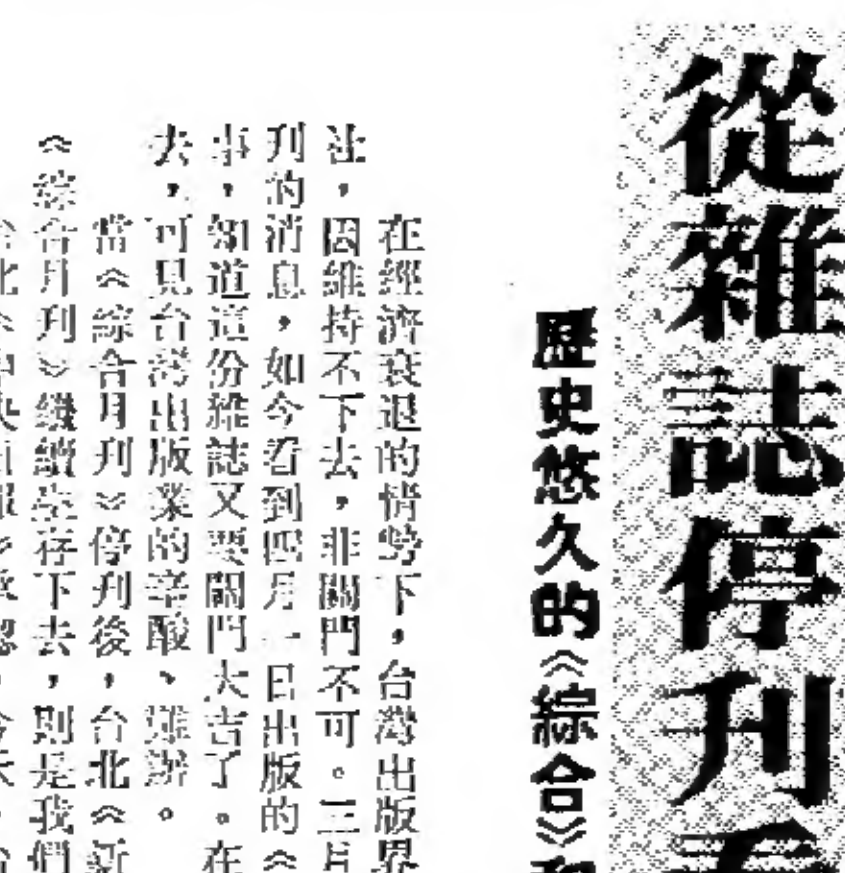 從雜誌停刊看
歷史悠久的《綜合》和
在經濟衰退的情勢下，台灣出版界
注，因維持不下去，非關門不可。三月
刊的消息，如今看到四月一日出版的《
事，知道這份雜誌又要關門大吉了。在
去，可見台灣出版業的辛酸、難辦。
當《綜合月刊》停刊後，台北《新
《綜合月刊》繼續生存下去，則是我們